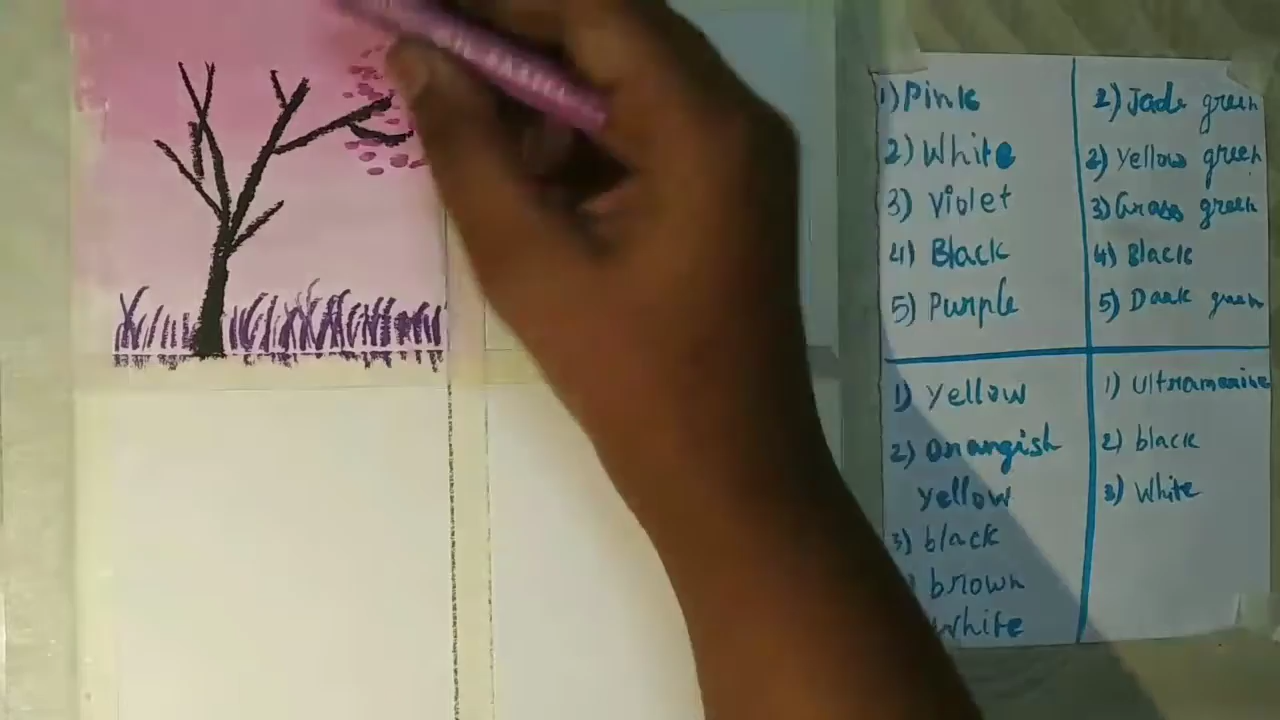 1) Pink
2) White
3) Violet
4) Black
5) Purple
2) Jade green
2) Yellow green
3) Grass green
4) Black
5) Dark green
1) Yellow
2) Orangish
yellow
3) black
brown
White
1) Ultramarine
2) black
3) White